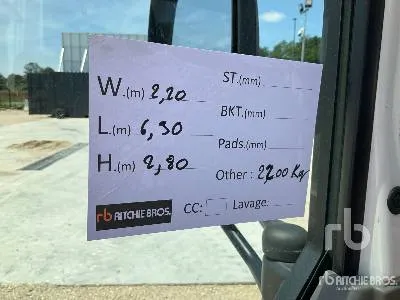 W.(m) 2,20
L.(m) 6,30
H.(m) 2,80
rb RITCHIE BROS.
ST.(mm)
BKT.(mm)
Pads.(mm)
Other : 2700 Kg
CC: Lavage:
rb
RITCHIE BROS.